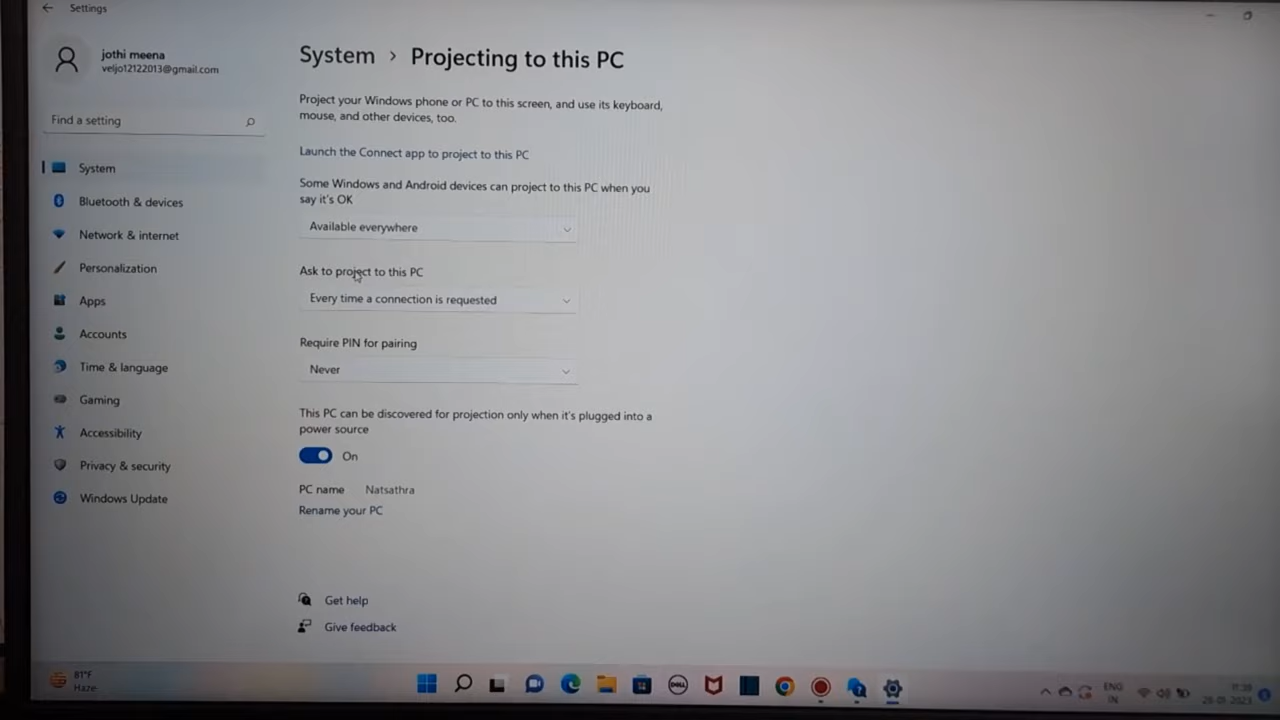 Settings
jothi meena
veljo12122013@gmail.com
Find a setting
System
Bluetooth & devices
Network & internet
Personalization
Apps
Accounts
Time & language
Gaming
Accessibility
Privacy & security
Windows Update
System > Projecting to this PC
Project your Windows phone or PC to this screen, and use its keyboard,
mouse, and other devices, too.
Launch the Connect app to project to this PC
Some Windows and Android devices can project to this PC when you
say it's OK
Available everywhere
Ask to project to this PC
Every time a connection is requested
Require PIN for pairing
Never
This PC can be discovered for projection only when it's plugged into a
power source
On
PC name Natsathra
Rename your PC
Get help
Give feedback
81°F
Haze
DELL
ENG
IN